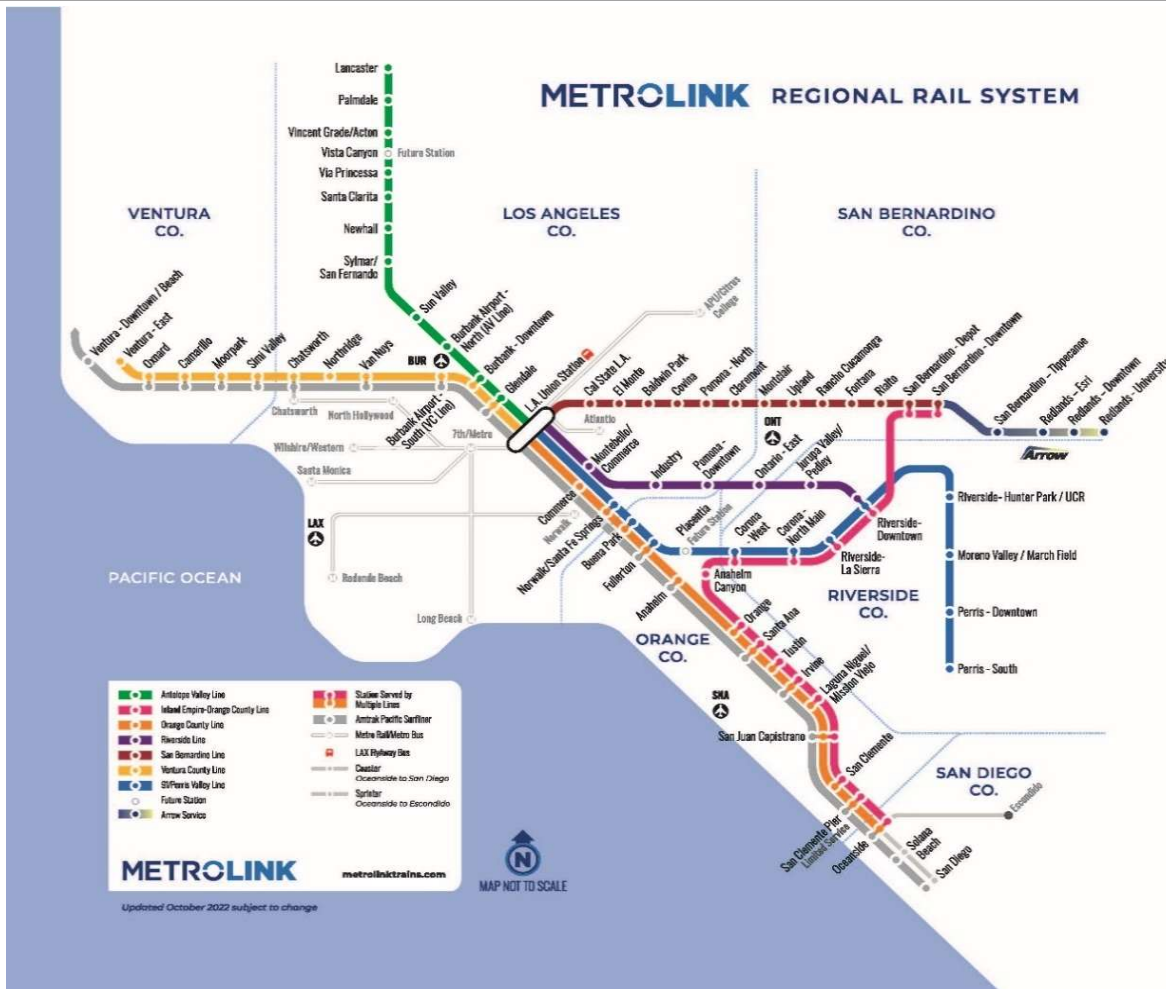 METROLINK REGIONAL RAIL SYSTEM
Lancaster
Palmdale
Vincent Grade/Acton
Vista Canyon
Future Station
Via Princessa
Santa Clarita
Newhall
Sylmar/
San Fernando
VENTURA
CO.
LOS ANGELES
CO.
SAN BERNARDINO
CO.
Sun Valley
Burbank Airport -
North (AV Line)
Burbank - Downtown
Glendale
L.A. Union Station
APU/Citrus
College
Ventura - Downtown / Beach
Ventura - East
Oxnard
Camarillo
Moorpark
Simi Valley
Chatsworth
Northridge
Van Nuys
BUR
Burbank Airport -
South (VC Line)
Cal State L.A.
El Monte
Baldwin Park
Covina
Pomona - North
Claremont
Montclair
Upland
Rancho Cucamonga
Fontana
Rialto
San Bernardino - Depot
San Bernardino - Downtown
San Bernardino - Tippecanoe
Redlands - Esri
Redlands - Downtown
Redlands - University
ARROW
Chatsworth
North Hollywood
Wilshire/Western
7th/Metro
Santa Monica
Atlantic
ONT
Montebello/
Commerce
Industry
Pomona -
Downtown
Ontario - East
Jurupa Valley/
Pedley
LAX
Commerce
Norwalk
Norwalk/Santa Fe Springs
Buena Park
Fullerton
Placentia
Future Station
Corona
- West
Corona -
North Main
Riverside-
Downtown
Riverside-
La Sierra
Riverside- Hunter Park / UCR
Moreno Valley / March Field
Perris - Downtown
Perris - South
PACIFIC OCEAN
Redondo Beach
Long Beach
Anaheim
Anaheim
Canyon
RIVERSIDE
CO.
ORANGE
CO.
Orange
Santa Ana
Tustin
Irvine
Laguna Niguel/
Mission Viejo
SNA
San Juan Capistrano
San Clemente
San Clemente Pier
Limited Service
Oceanside
Solana
Beach
San Diego
SAN DIEGO
CO.
Escondido
Antelope Valley Line
Inland Empire-Orange County Line
Orange County Line
Riverside Line
San Bernardino Line
Ventura County Line
91/Perris Valley Line
Future Station
Arrow Service
Station Served by
Multiple Lines
Amtrak Pacific Surfliner
Metro Rail/Metro Bus
LAX Flyaway Bus
Coaster
Oceanside to San Diego
Sprinter
Oceanside to Escondido
METROLINK
metrolinktrains.com
N
MAP NOT TO SCALE
Updated October 2022 subject to change